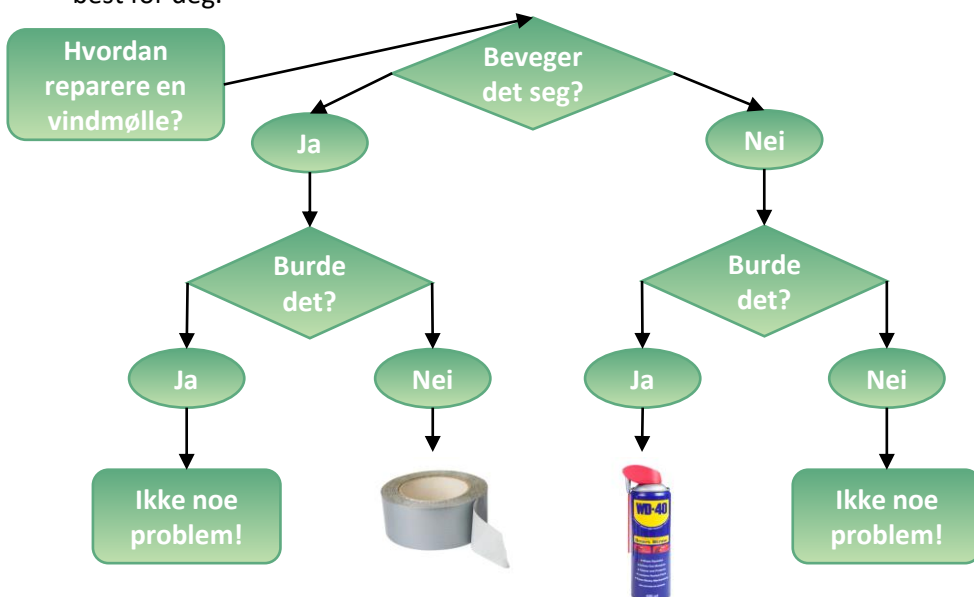 best for deg.
Hvordan
reparere en
vindmølle?
Beveger
det seg?
Ja
Nei
Burde
det?
Burde
det?
Ja
Nei
Ja
Nei
Ikke noe
problem!
WD-40
Ikke noe
problem!